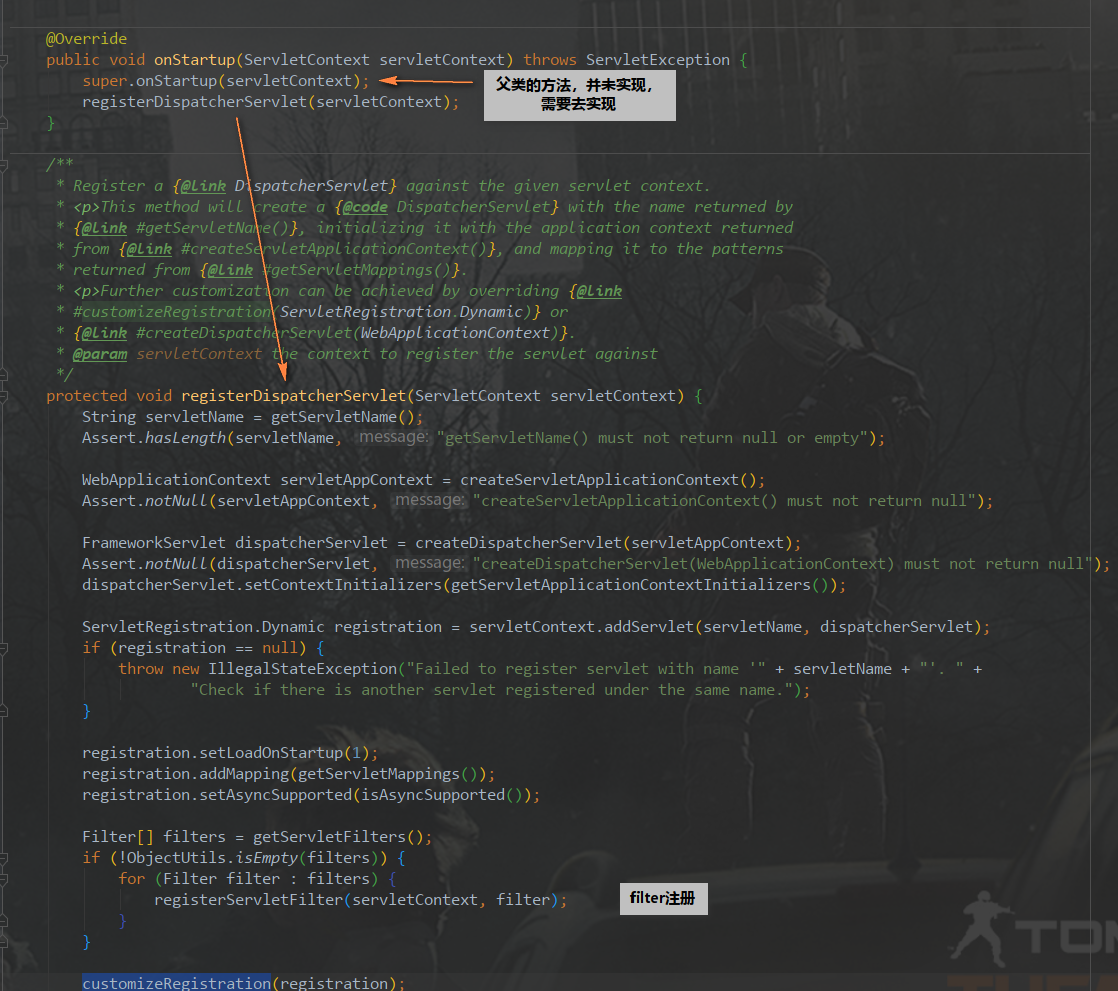 @Override
public void onStartup(ServletContext servletContext) throws ServletException {
super.onStartup(servletContext);
父类的方法，并未实现，
需要去实现
registerDispatcherServlet(servletContext);
}
/**
* Register a {@link DispatcherServlet} against the given servlet context.
* <p>This method will create a {@code DispatcherServlet} with the name returned by
* {@link #getServletName()}, initializing it with the application context returned
* from {@link #createServletApplicationContext()}, and mapping it to the patterns
* returned from {@link #getServletMappings()}.
* <p>Further customization can be achieved by overriding {@link
* #customizeRegistration(ServletRegistration.Dynamic)} or
* {@link #createDispatcherServlet(WebApplicationContext)}.
* @param servletContext the context to register the servlet against
*/
protected void registerDispatcherServlet(ServletContext servletContext) {
String servletName = getServletName();
Assert.hasLength(servletName, message: "getServletName() must not return null or empty");
WebApplicationContext servletAppContext = createServletApplicationContext();
Assert.notNull(servletAppContext, message: "createServletApplicationContext() must not return null");
FrameworkServlet dispatcherServlet = createDispatcherServlet(servletAppContext);
Assert.notNull(dispatcherServlet, message: "createDispatcherServlet(WebApplicationContext) must not return null");
dispatcherServlet.setContextInitializers(getServletApplicationContextInitializers());
ServletRegistration.Dynamic registration = servletContext.addServlet(servletName, dispatcherServlet);
if (registration == null) {
throw new IllegalStateException("Failed to register servlet with name '" + servletName + "'. " +
"Check if there is another servlet registered under the same name.");
}
registration.setLoadOnStartup(1);
registration.addMapping(getServletMappings());
registration.setAsyncSupported(isAsyncSupported());
Filter[] filters = getServletFilters();
if (!ObjectUtils.isEmpty(filters)) {
for (Filter filter : filters) {
registerServletFilter(servletContext, filter);
filter注册
}
}
customizeRegistration(registration);